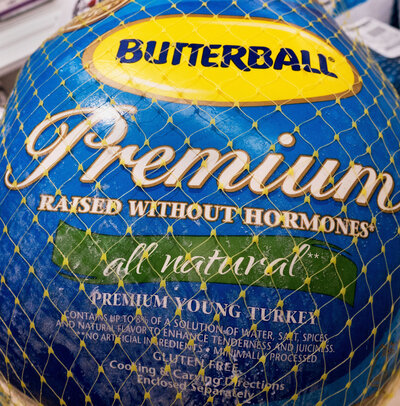 BUTTERBALL®
Premium
RAISED WITHOUT HORMONES*
all natural**
PREMIUM YOUNG TURKEY
CONTAINS UP TO 8% OF A SOLUTION OF WATER, SALT, SPICES
AND NATURAL FLAVOR TO ENHANCE TENDERNESS AND JUICINESS.
**NO ARTIFICIAL INGREDIENTS • MINIMALLY PROCESSED
GLUTEN FREE
Cooking & Carving Directions
Enclosed Separately